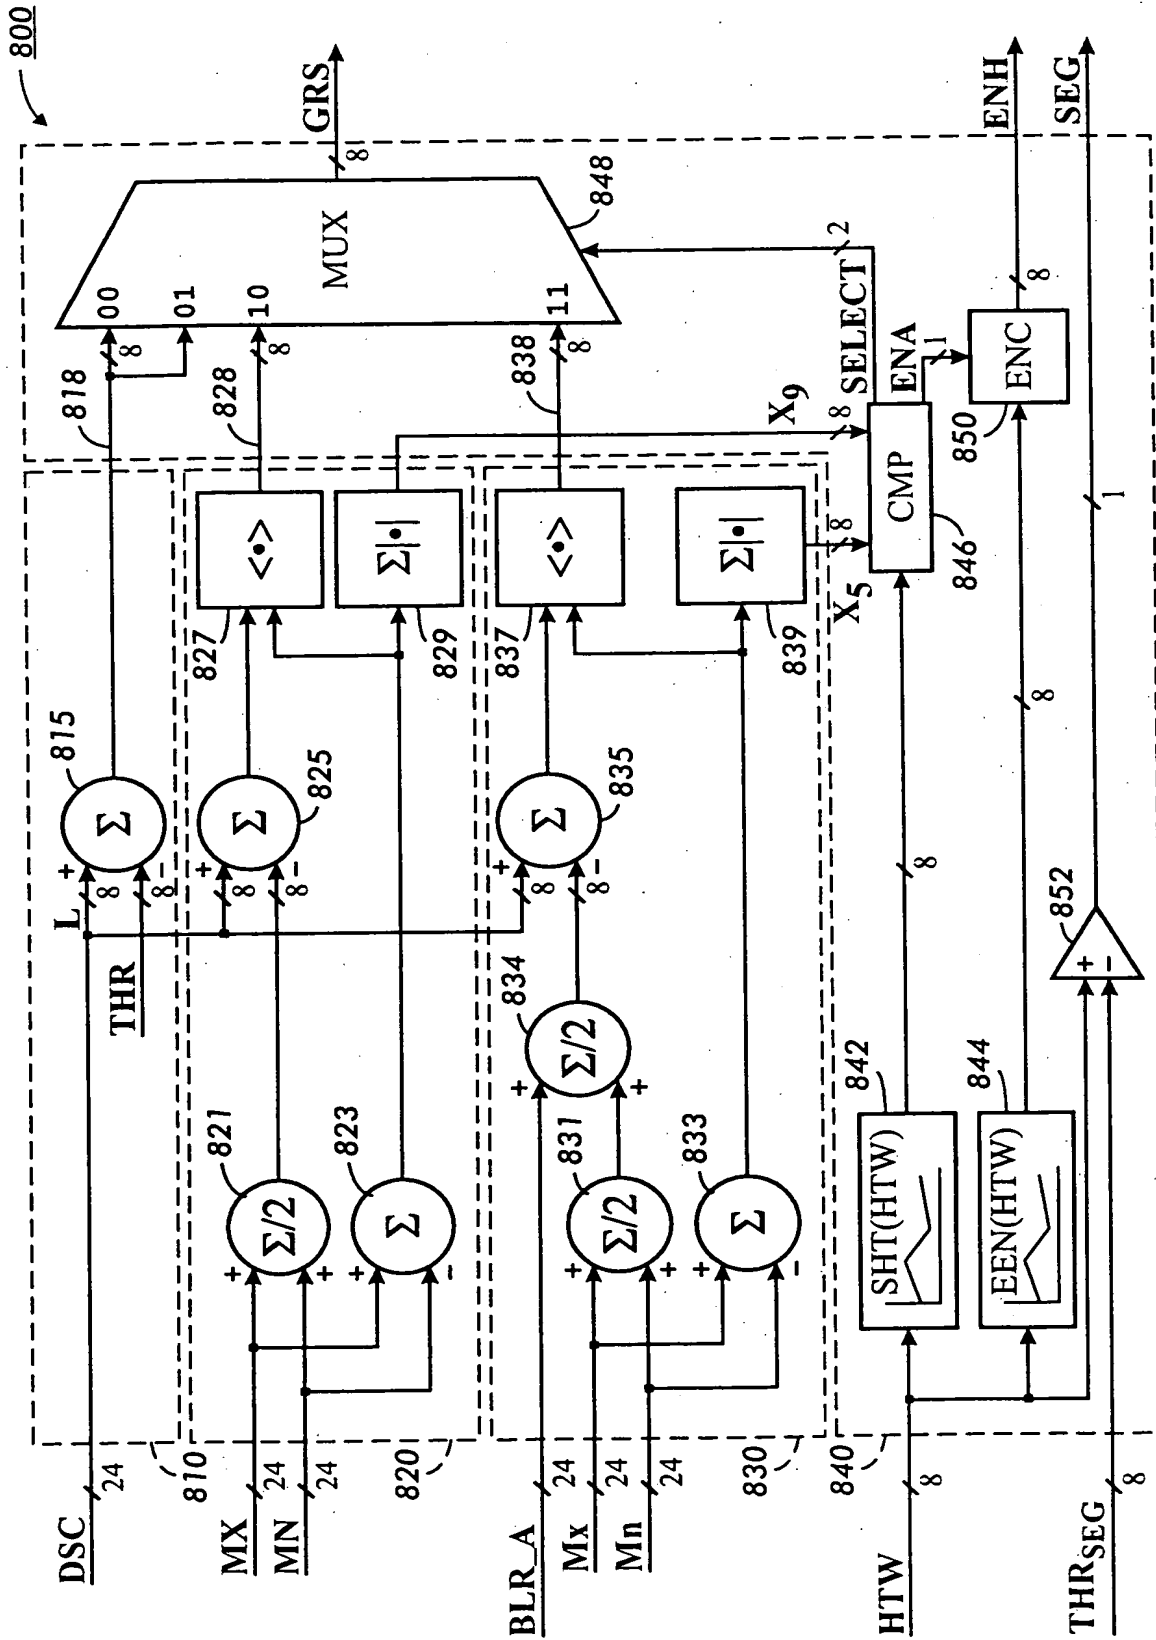 800
DSC
24
810
L
8
THR
8
+
-
Σ
815
818
8
00
01
MUX
848
8
GRS
MX
24
MN
24
820
+
+
Σ/2
821
+
-
Σ
823
+
8
8
-
Σ
825
<•>
827
828
8
10
Σ|•|
829
X9
8
BLR_A
24
Mx
24
Mn
24
830
+
+
Σ/2
831
+
-
Σ
833
+
+
Σ/2
834
+
8
8
-
Σ
835
<•>
837
838
8
11
Σ|•|
839
X5
8
840
HTW
8
SHT(HTW)
842
8
CMP
846
SELECT
2
ENA
1
EEN(HTW)
844
8
ENC
850
8
ENH
THRSEG
8
+
-
852
1
SEG